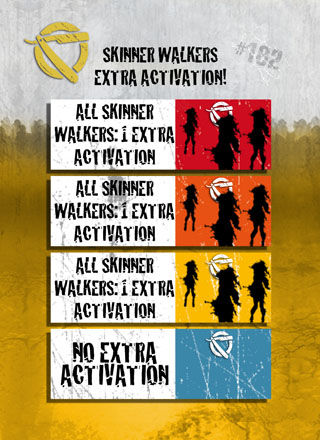 SKINNER WALKERS
EXTRA ACTIVATION!
#182
ALL SKINNER
WALKERS: 1 EXTRA
ACTIVATION
ALL SKINNER
WALKERS: 1 EXTRA
ACTIVATION
ALL SKINNER
WALKERS: 1 EXTRA
ACTIVATION
NO EXTRA
ACTIVATION